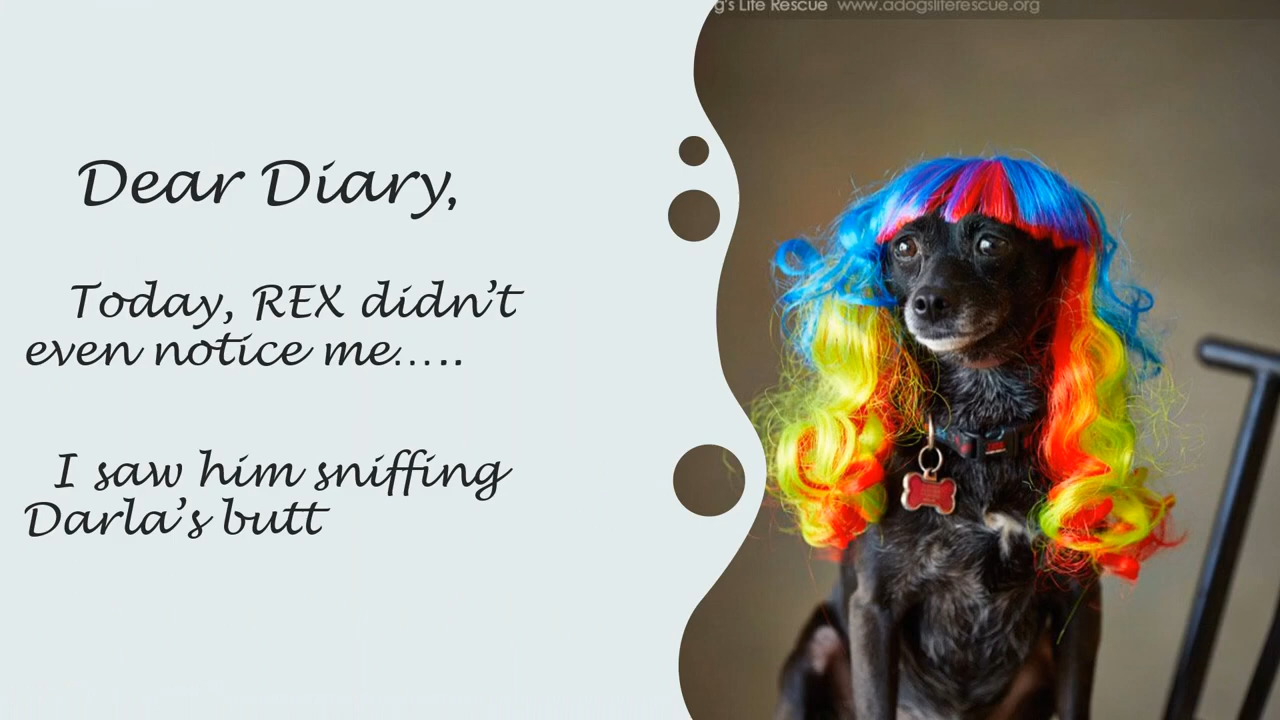 g's Life Rescue www.adogsliferescue.org
Dear Diary,
Today, REX didn't
even notice me.....
I saw him sniffing
Darla's butt